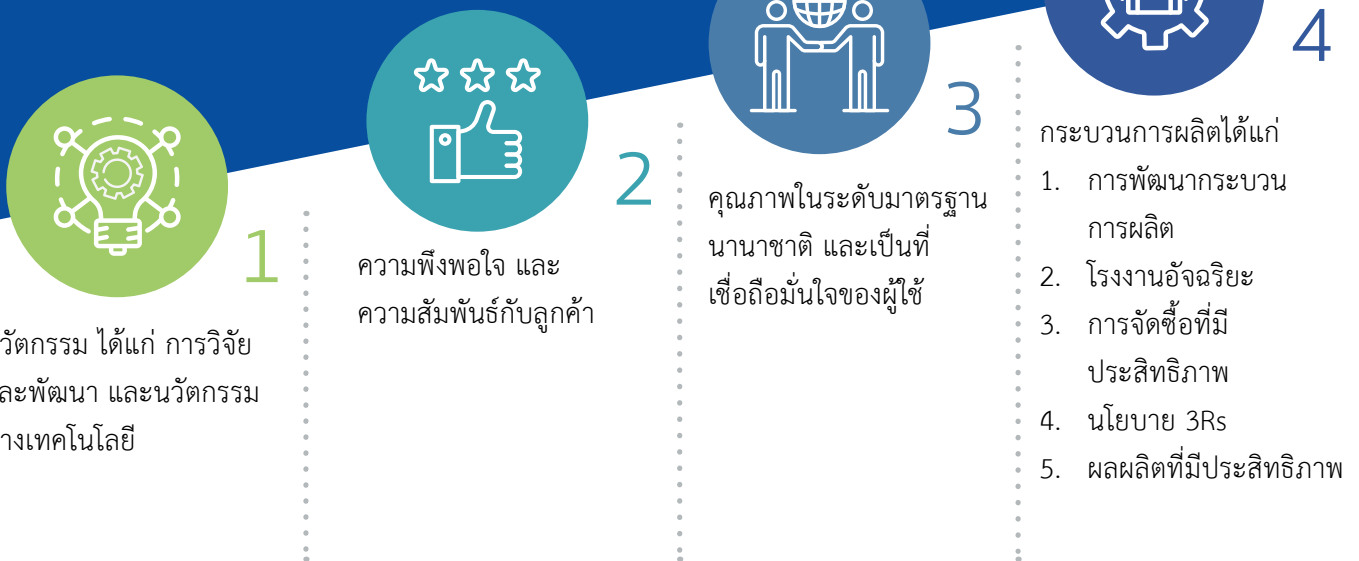 1
วัตกรรม ได้แก่ การวิจัย
ละพัฒนา และนวัตกรรม
างเทคโนโลยี
2
ความพึงพอใจ และ
ความสัมพันธ์กับลูกค้า
3
คุณภาพในระดับมาตรฐาน
นานาชาติ และเป็นที่
เชื่อถือมั่นใจของผู้ใช้
4
กระบวนการผลิตได้แก่
1. การพัฒนากระบวน
การผลิต
2. โรงงานอัจฉริยะ
3. การจัดซื้อที่มี
ประสิทธิภาพ
4. นโยบาย 3Rs
5. ผลผลิตที่มีประสิทธิภาพ